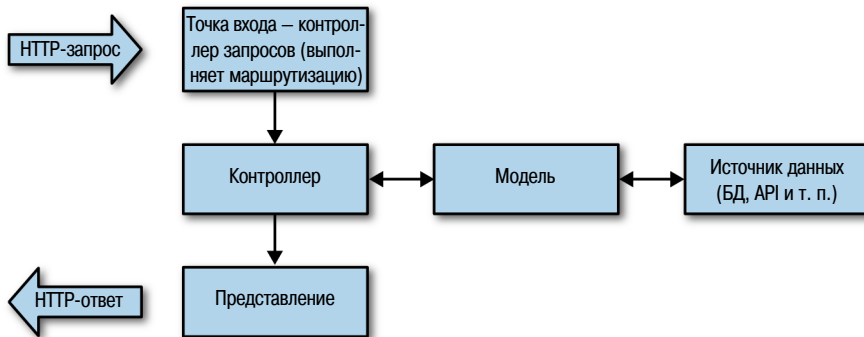 HTTP-запрос
Точка входа – контрол-
лер запросов (выпол-
няет маршрутизацию)
Контроллер
Модель
Источник данных
(БД, API и т. п.)
HTTP-ответ
Представление